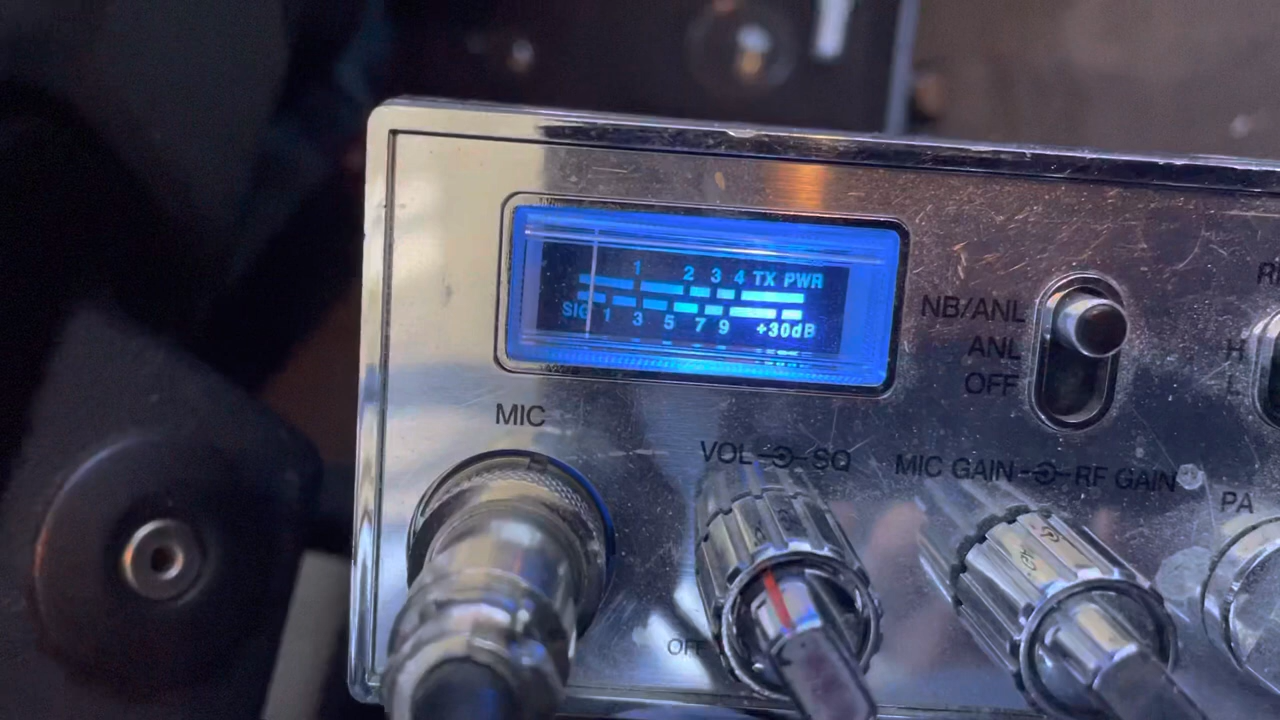 1 2 3 4 TX PWR
SIG 1 3 5 7 9 +30dB
NB/ANL
ANL
OFF
H
L
MIC
VOL SQ
MIC GAIN RF GAIN
PA
OFF